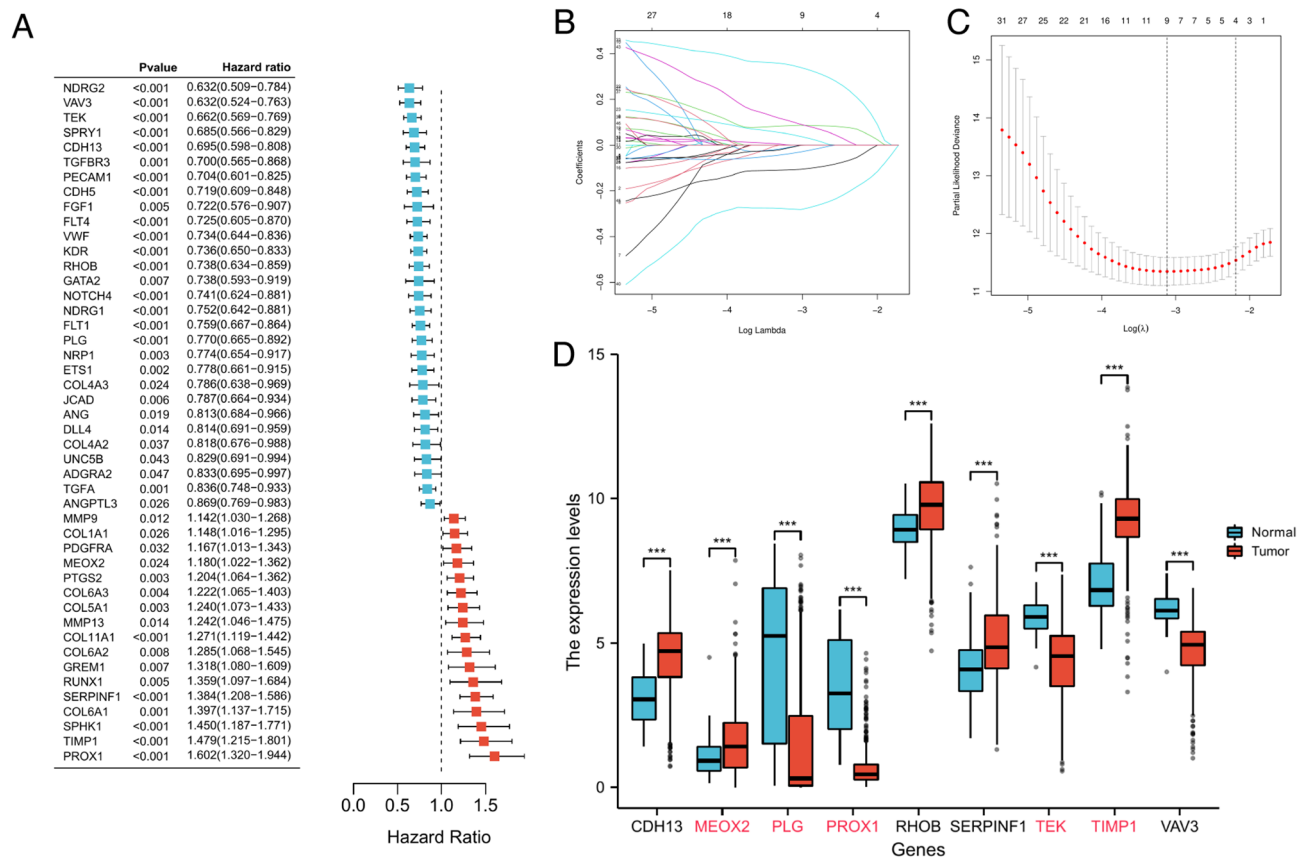 A
Pvalue Hazard ratio
NDRG2 <0.001 0.632(0.509−0.784)
VAV3 <0.001 0.632(0.524−0.763)
TEK <0.001 0.662(0.569−0.769)
SPRY1 <0.001 0.685(0.566−0.829)
CDH13 <0.001 0.695(0.598−0.808)
TGFBR3 0.001 0.700(0.565−0.868)
PECAM1 <0.001 0.704(0.601−0.825)
CDH5 <0.001 0.719(0.609−0.848)
FGF1 0.005 0.722(0.576−0.907)
FLT4 <0.001 0.725(0.605−0.870)
VWF <0.001 0.734(0.644−0.836)
KDR <0.001 0.736(0.650−0.833)
RHOB <0.001 0.738(0.634−0.859)
GATA2 0.007 0.738(0.593−0.919)
NOTCH4 <0.001 0.741(0.624−0.881)
NDRG1 <0.001 0.752(0.642−0.881)
FLT1 <0.001 0.759(0.667−0.864)
PLG <0.001 0.770(0.665−0.892)
NRP1 0.003 0.774(0.654−0.917)
ETS1 0.002 0.778(0.661−0.915)
COL4A3 0.024 0.786(0.638−0.969)
JCAD 0.006 0.787(0.664−0.934)
ANG 0.019 0.813(0.684−0.966)
DLL4 0.014 0.814(0.691−0.959)
COL4A2 0.037 0.818(0.676−0.988)
UNC5B 0.043 0.829(0.691−0.994)
ADGRA2 0.047 0.833(0.695−0.997)
TGFA 0.001 0.836(0.748−0.933)
ANGPTL3 0.026 0.869(0.769−0.983)
MMP9 0.012 1.142(1.030−1.268)
COL1A1 0.026 1.148(1.016−1.295)
PDGFRA 0.032 1.167(1.013−1.343)
MEOX2 0.024 1.180(1.022−1.362)
PTGS2 0.003 1.204(1.064−1.362)
COL6A3 0.004 1.222(1.065−1.403)
COL5A1 0.003 1.240(1.073−1.433)
MMP13 0.014 1.242(1.046−1.475)
COL11A1 <0.001 1.271(1.119−1.442)
COL6A2 0.008 1.285(1.068−1.545)
GREM1 0.007 1.318(1.080−1.609)
RUNX1 0.005 1.359(1.097−1.684)
SERPINF1 <0.001 1.384(1.208−1.586)
COL6A1 0.001 1.397(1.137−1.715)
SPHK1 <0.001 1.450(1.187−1.771)
TIMP1 <0.001 1.479(1.215−1.801)
PROX1 <0.001 1.602(1.320−1.944)
0.0 0.5 1.0 1.5
Hazard Ratio
B
27 18 9 4
0.4
0.2
0.0
−0.2
−0.4
−0.6
Coefficients
−5 −4 −3 −2
Log Lambda
C
31 27 25 22 21 16 11 11 9 7 7 5 4 3 1
15
14
13
12
11
Partial Likelihood Deviance
−5 −4 −3 −2
Log(λ)
D
15
10
5
0
The expression levels
*** *** *** *** *** *** *** *** ***
CDH13 MEOX2 PLG PROX1 RHOB SERPINF1 TEK TIMP1 VAV3
Genes
Normal
Tumor